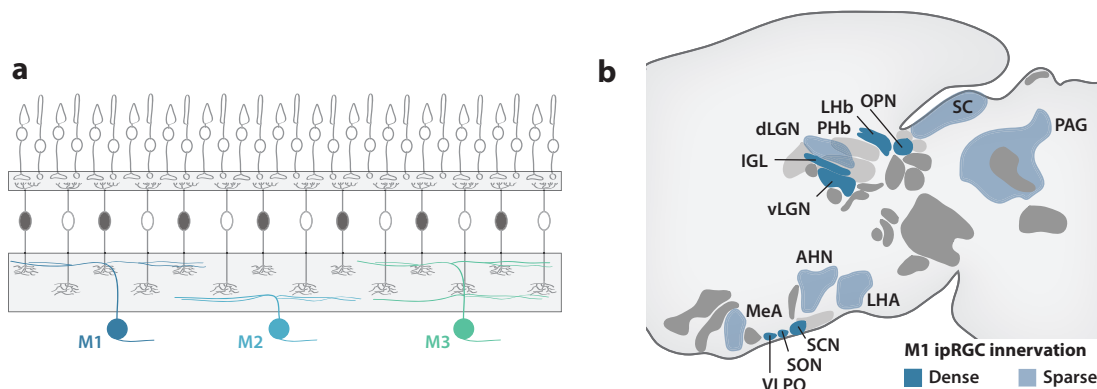 a
M1
M2
M3
b
LHb
OPN
PHb
SC
dLGN
PAG
IGL
vLGN
AHN
LHA
MeA
SCN
SON
VLPO
M1 ipRGC innervation
Dense
Sparse